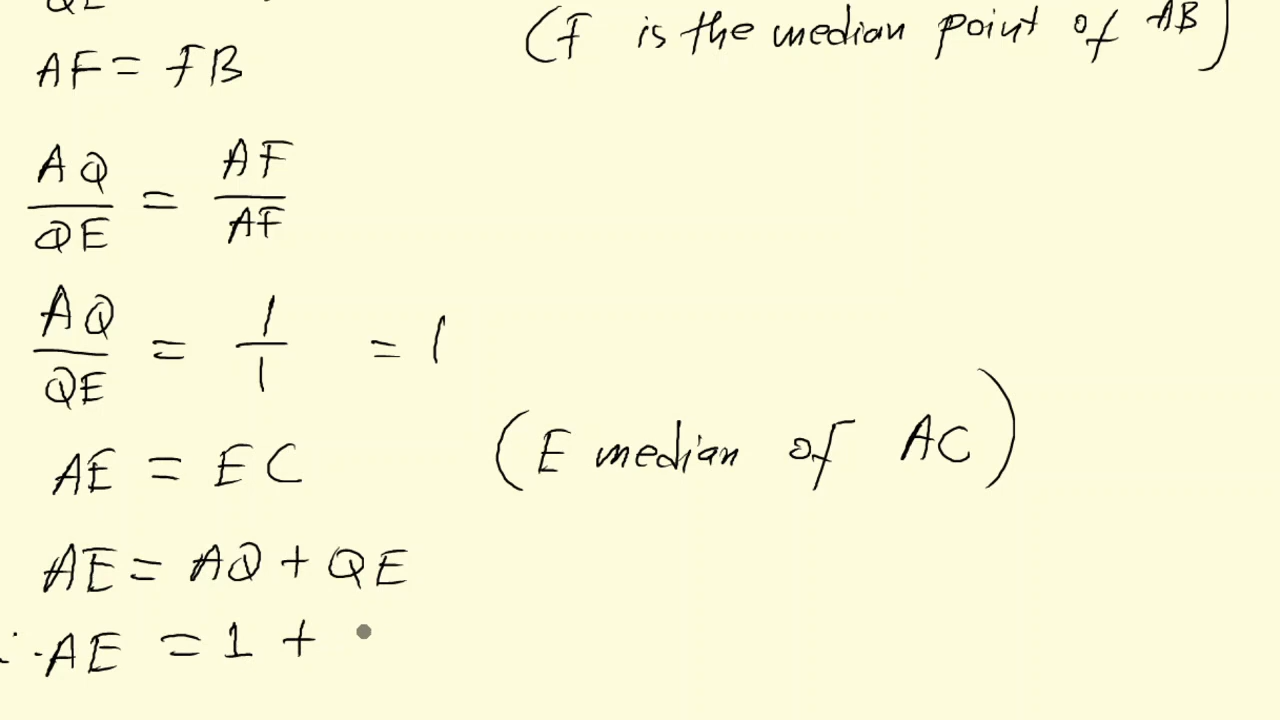 QE
(F is the median point of AB)
AF = FB
AQ/QE = AF/AF
AQ/QE = 1/1 = 1
AE = EC (E median of AC)
AE = AQ + QE
∴ AE = 1 +